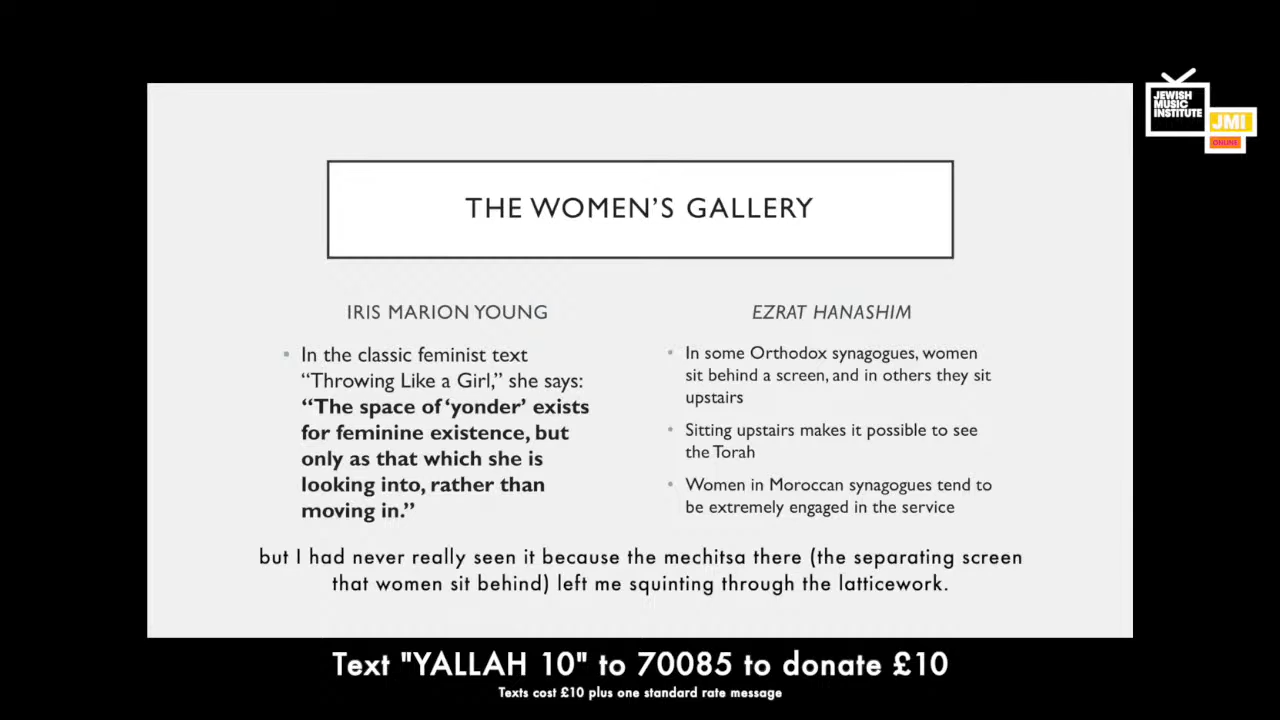 JEWISH
MUSIC
INSTITUTE
JMI
ONLINE
THE WOMEN'S GALLERY
IRIS MARION YOUNG
In the classic feminist text
“Throwing Like a Girl,” she says:
“The space of ‘yonder’ exists
for feminine existence, but
only as that which she is
looking into, rather than
moving in.”
EZRAT HANASHIM
In some Orthodox synagogues, women
sit behind a screen, and in others they sit
upstairs
Sitting upstairs makes it possible to see
the Torah
Women in Moroccan synagogues tend to
be extremely engaged in the service
but I had never really seen it because the mechitsa there (the separating screen
that women sit behind) left me squinting through the latticework.
Text "YALLAH 10" to 70085 to donate £10
Texts cost £10 plus one standard rate message